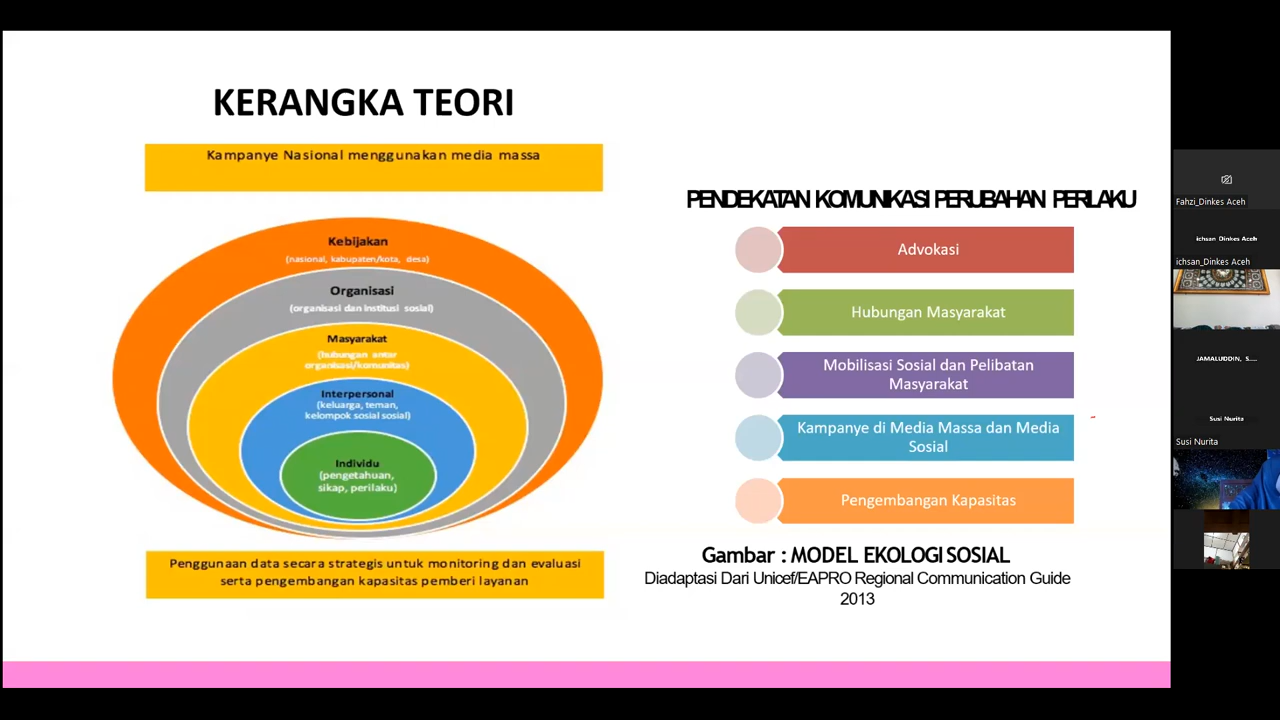 KERANGKA TEORI
Kampanye Nasional menggunakan media massa
Kebijakan
(nasional, kabupaten/kota, desa)
Organisasi
(organisasi dan institusi sosial)
Masyarakat
(hubungan antar
organisasi/komunitas)
Interpersonal
(keluarga, teman,
kelompok sosial sosial)
Individu
(pengetahuan,
sikap, perilaku)
Penggunaan data secara strategis untuk monitoring dan evaluasi
serta pengembangan kapasitas pemberi layanan
PENDEKATAN KOMUNIKASI PERUBAHAN PERILAKU
Advokasi
Hubungan Masyarakat
Mobilisasi Sosial dan Pelibatan
Masyarakat
Kampanye di Media Massa dan Media
Sosial
Pengembangan Kapasitas
Gambar : MODEL EKOLOGI SOSIAL
Diadaptasi Dari Unicef/EAPRO Regional Communication Guide
2013
Fahzi_Dinkes Aceh
ichsan_Dinkes Aceh
ichsan_Dinkes Aceh
JAMALUDDIN, S....
Susi Nurita
Susi Nurita